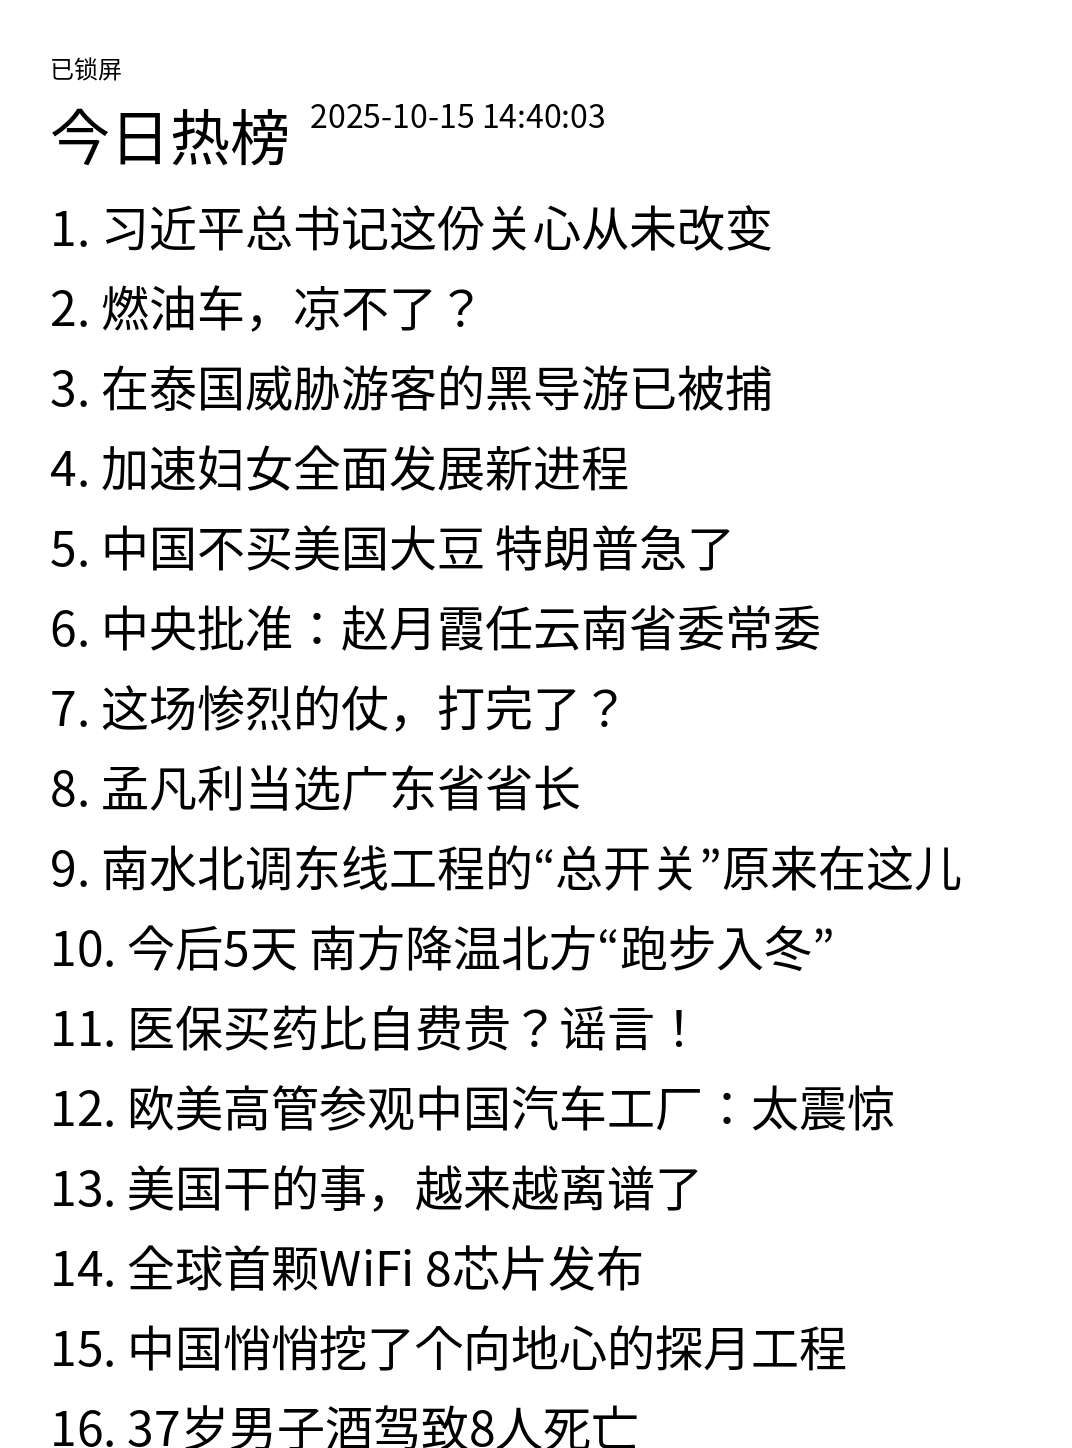 已锁屏
今日热榜 2025-10-15 14:40:03
1. 习近平总书记这份关心从未改变
2. 燃油车，凉不了？
3. 在泰国威胁游客的黑导游已被捕
4. 加速妇女全面发展新进程
5. 中国不买美国大豆 特朗普急了
6. 中央批准：赵月霞任云南省委常委
7. 这场惨烈的仗，打完了？
8. 孟凡利当选广东省省长
9. 南水北调东线工程的“总开关”原来在这儿
10. 今后5天 南方降温北方“跑步入冬”
11. 医保买药比自费贵？谣言！
12. 欧美高管参观中国汽车工厂：太震惊
13. 美国干的事，越来越离谱了
14. 全球首颗WiFi 8芯片发布
15. 中国悄悄挖了个向地心的探月工程
16. 37岁男子酒驾致8人死亡